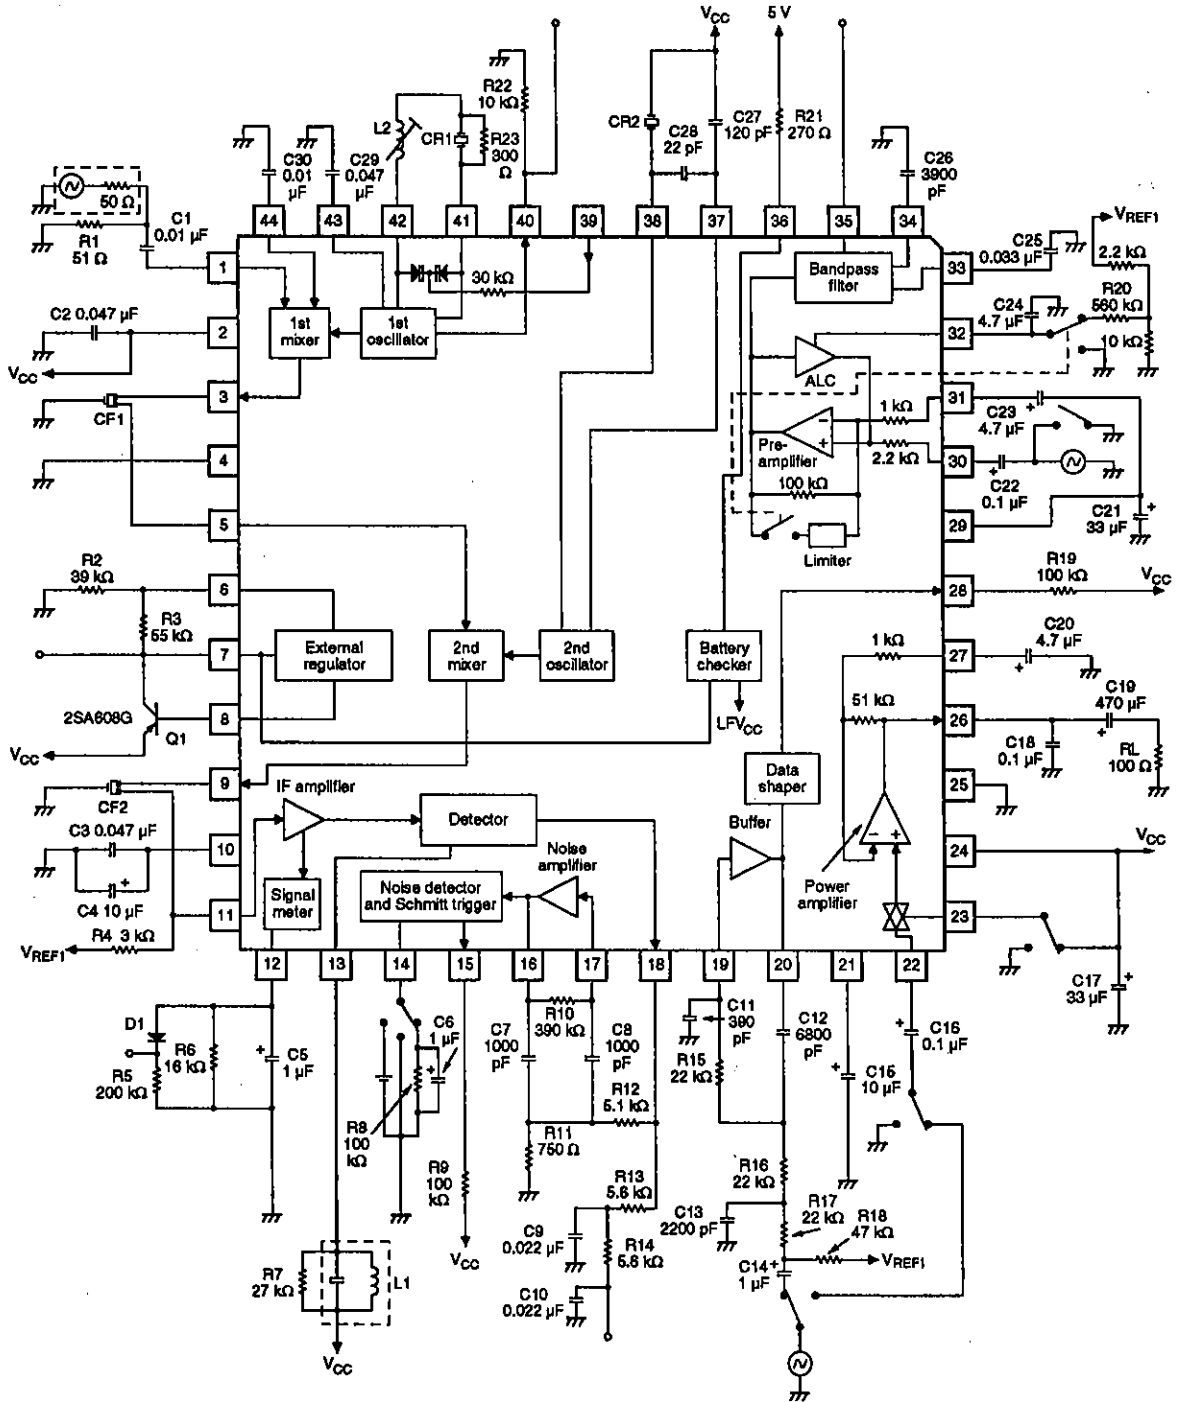 VCC
5 V
R22
10 kΩ
L2
CR1
R23
300
Ω
CR2
C28
22 pF
C27
120 pF
R21
270 Ω
C30
0.01
µF
C29
0.047
µF
C26
3900
pF
50 Ω
R1
51 Ω
C1
0.01 µF
44
43
42
41
40
39
38
37
36
35
34
VREF1
2.2 kΩ
C25
0.033 µF
R20
560 kΩ
10 kΩ
C24
4.7 µF
1
30 kΩ
Bandpass
filter
33
C2 0.047 µF
2
1st
mixer
1st
oscillator
ALC
32
VCC
3
CF1
1 kΩ
31
C23
4.7 µF
Pre-
amplifier
2.2 kΩ
30
C22
0.1 µF
4
100 kΩ
C21
33 µF
5
Limiter
29
R2
39 kΩ
6
28
R19
100 kΩ
VCC
R3
55 kΩ
7
External
regulator
2nd
mixer
2nd
oscillator
Battery
checker
1 kΩ
27
C20
4.7 µF
2SA608G
Q1
8
LFVCC
51 kΩ
26
C19
470 µF
C18
0.1 µF
RL
100 Ω
VCC
9
CF2
IF amplifier
Detector
Data
shaper
25
C3 0.047 µF
10
Buffer
Noise
amplifier
24
VCC
C4 10 µF
11
Signal
meter
Noise detector
and Schmitt trigger
Power
amplifier
23
R4 3 kΩ
VREF1
12
13
14
15
16
17
18
19
20
21
22
C17
33 µF
D1
R5
200 kΩ
R6
16 kΩ
C5
1 µF
C6
1 µF
C7
1000
pF
R10
390 kΩ
C8
1000
pF
C11
390
pF
C12
6800
pF
C16
0.1 µF
C15
10 µF
R15
22 kΩ
R12
5.1 kΩ
R8
100
kΩ
R11
750 Ω
R9
100
kΩ
R13
5.6 kΩ
R16
22 kΩ
R17
22 kΩ
R18
47 kΩ
C13
2200 pF
C9
0.022 µF
R14
5.6 kΩ
VREF1
C14
1 µF
R7
27 kΩ
L1
VCC
C10
0.022 µF
VCC